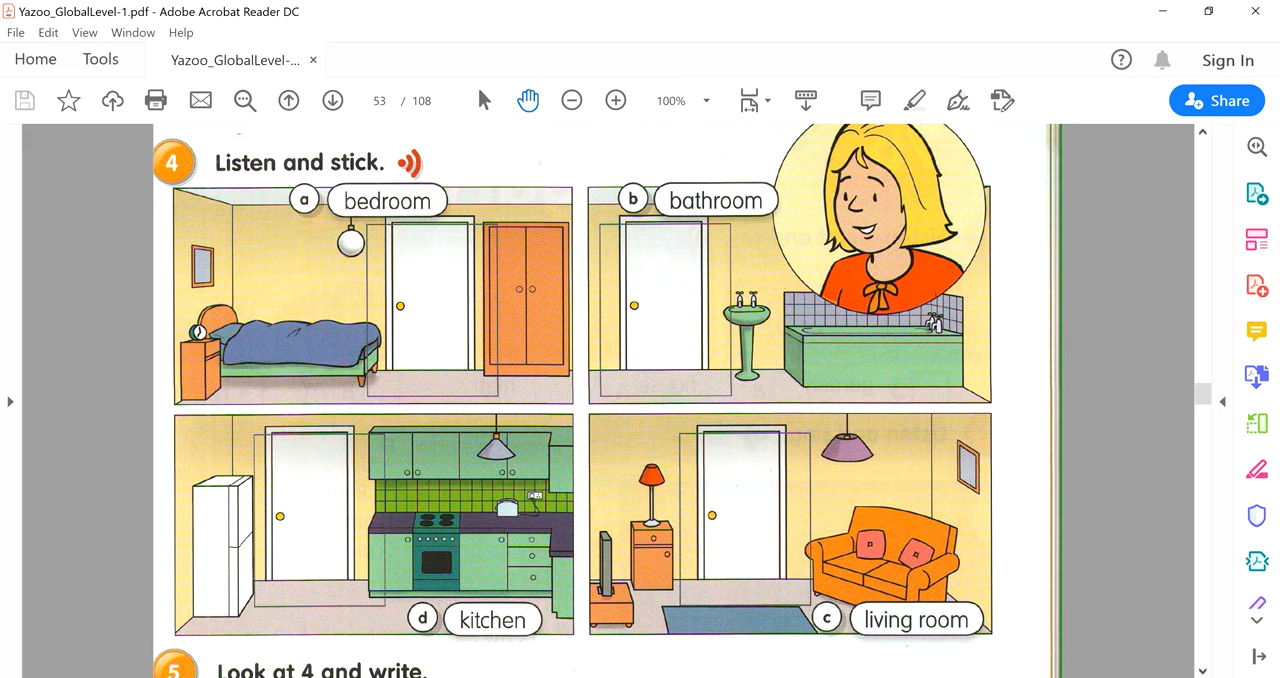 Yazoo_GlobalLevel-1.pdf - Adobe Acrobat Reader DC
File Edit View Window Help
Home Tools Yazoo_GlobalLevel-... × Sign In
53 / 108 100% Share
4 Listen and stick.
a bedroom
b bathroom
d kitchen
c living room
5 Look at 4 and write.